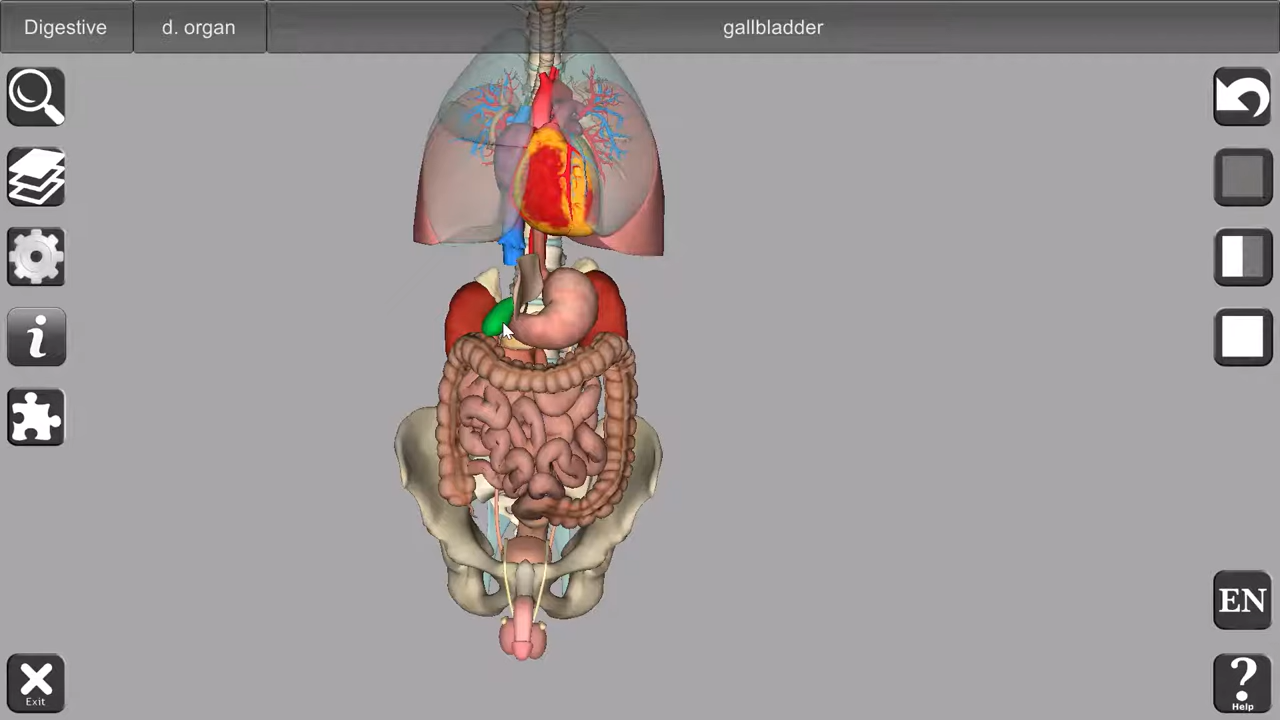 Digestive
d. organ
gallbladder
i
EN
Exit
?
Help